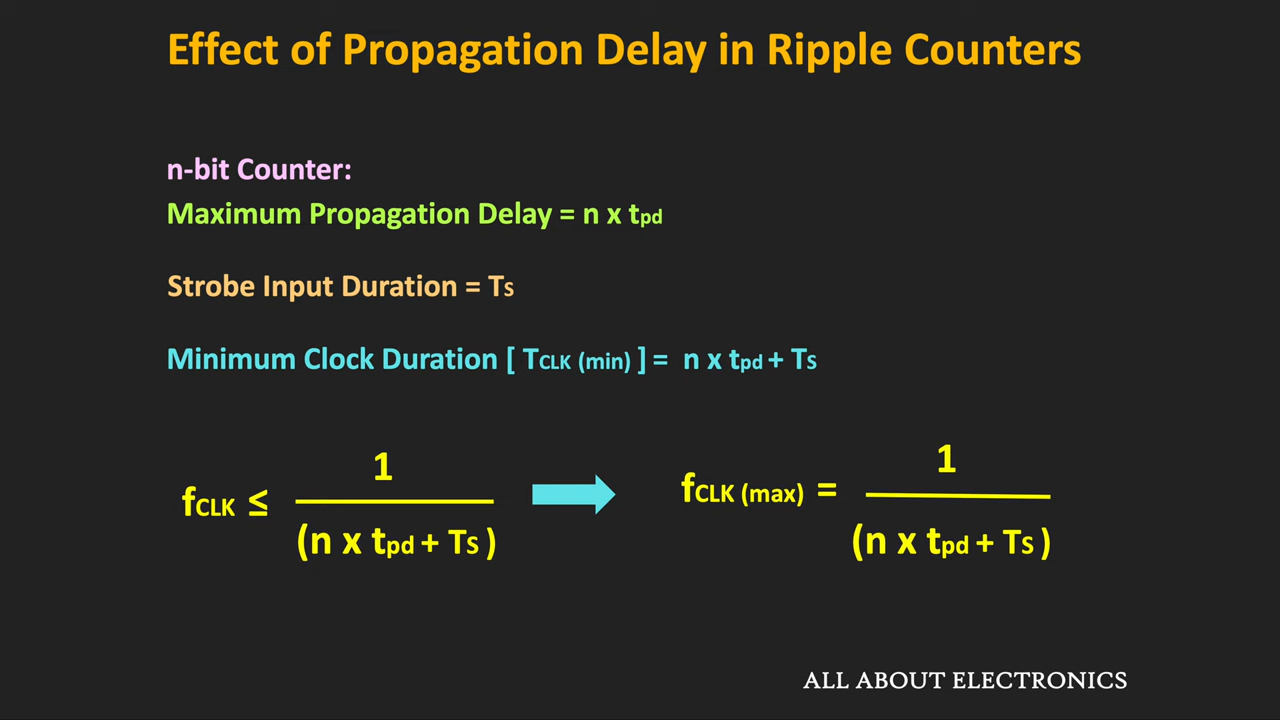 Effect of Propagation Delay in Ripple Counters
n-bit Counter:
Maximum Propagation Delay = n x tpd
Strobe Input Duration = Ts
Minimum Clock Duration [ TCLK (min) ] = n x tpd + Ts
fCLK ≤ 1 / (n x tpd + Ts )
fCLK (max) = 1 / (n x tpd + Ts )
ALL ABOUT ELECTRONICS